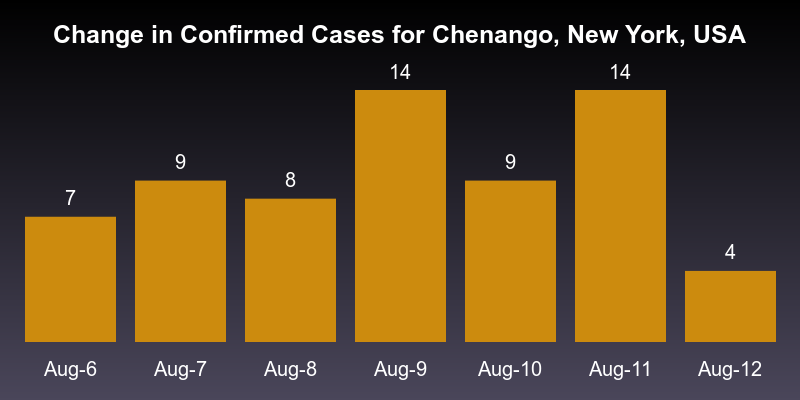 Change in Confirmed Cases for Chenango, New York, USA
7
9
8
14
9
14
4
Aug-6
Aug-7
Aug-8
Aug-9
Aug-10
Aug-11
Aug-12